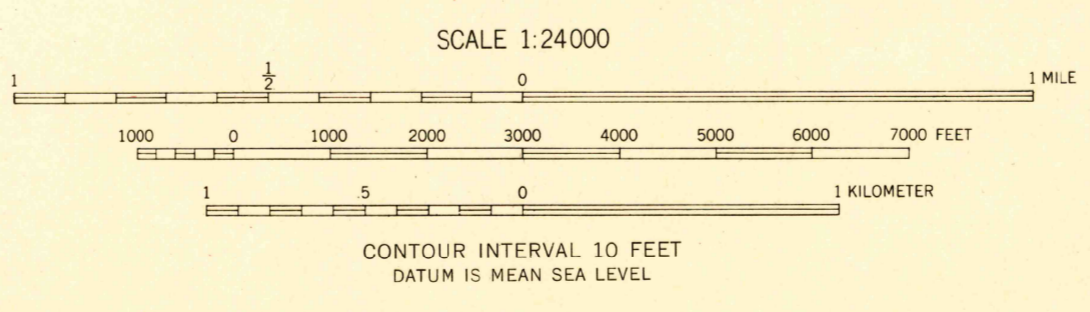 SCALE 1:24000
1 1/2 0 1 MILE
1000 0 1000 2000 3000 4000 5000 6000 7000 FEET
1 .5 0 1 KILOMETER
CONTOUR INTERVAL 10 FEET
DATUM IS MEAN SEA LEVEL